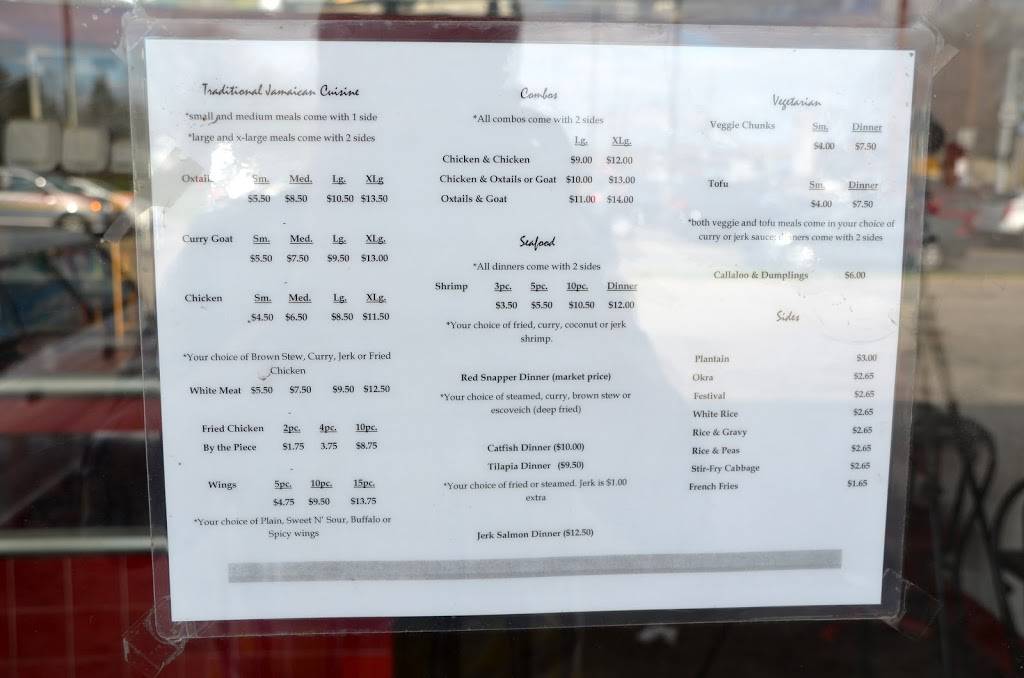 Traditional Jamaican Cuisine
*small and medium meals come with 1 side
*large and x-large meals come with 2 sides
Oxtail Sm. Med. Lg. XLg
$5.50 $8.50 $10.50 $13.50
Curry Goat Sm. Med. Lg. XLg.
$5.50 $7.50 $9.50 $13.00
Chicken Sm. Med. Lg. XLg.
$4.50 $6.50 $8.50 $11.50
*Your choice of Brown Stew, Curry, Jerk or Fried
Chicken
White Meat $5.50 $7.50 $9.50 $12.50
Fried Chicken 2pc. 4pc. 10pc.
By the Piece $1.75 3.75 $8.75
Wings 5pc. 10pc. 15pc.
$4.75 $9.50 $13.75
*Your choice of Plain, Sweet N' Sour, Buffalo or
Spicy wings
Combos
*All combos come with 2 sides
Lg. XLg.
Chicken & Chicken $9.00 $12.00
Chicken & Oxtails or Goat $10.00 $13.00
Oxtails & Goat $11.00 $14.00
Seafood
*All dinners come with 2 sides
Shrimp 3pc. 5pc. 10pc. Dinner
$3.50 $5.50 $10.50 $12.00
*Your choice of fried, curry, coconut or jerk
shrimp.
Red Snapper Dinner (market price)
*Your choice of steamed, curry, brown stew or
escoveich (deep fried)
Catfish Dinner ($10.00)
Tilapia Dinner ($9.50)
*Your choice of fried or steamed. Jerk is $1.00
extra
Jerk Salmon Dinner ($12.50)
Vegetarian
Veggie Chunks Sm. Dinner
$4.00 $7.50
Tofu Sm. Dinner
$4.00 $7.50
*both veggie and tofu meals come in your choice of
curry or jerk sauce; dinners come with 2 sides
Callaloo & Dumplings $6.00
Sides
Plantain $3.00
Okra $2.65
Festival $2.65
White Rice $2.65
Rice & Gravy $2.65
Rice & Peas $2.65
Stir-Fry Cabbage $2.65
French Fries $1.65